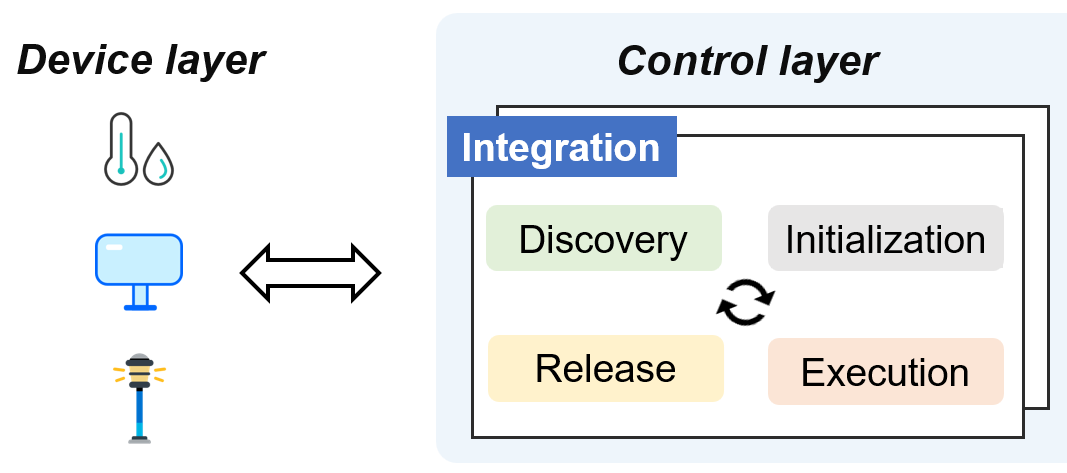 Device layer
Control layer
Integration
Discovery
Initialization
Release
Execution